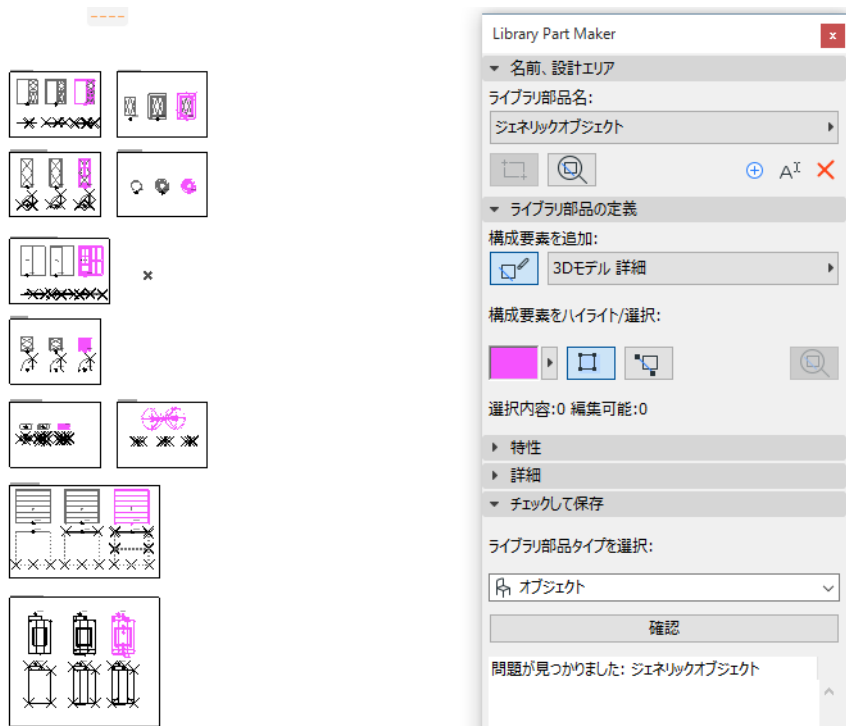 Library Part Maker
名前、設計エリア
ライブラリ部品名:
ジェネリックオブジェクト
ライブラリ部品の定義
構成要素を追加:
3Dモデル 詳細
構成要素をハイライト/選択:
選択内容:0 編集可能:0
特性
詳細
チェックして保存
ライブラリ部品タイプを選択:
オブジェクト
確認
問題が見つかりました: ジェネリックオブジェクト